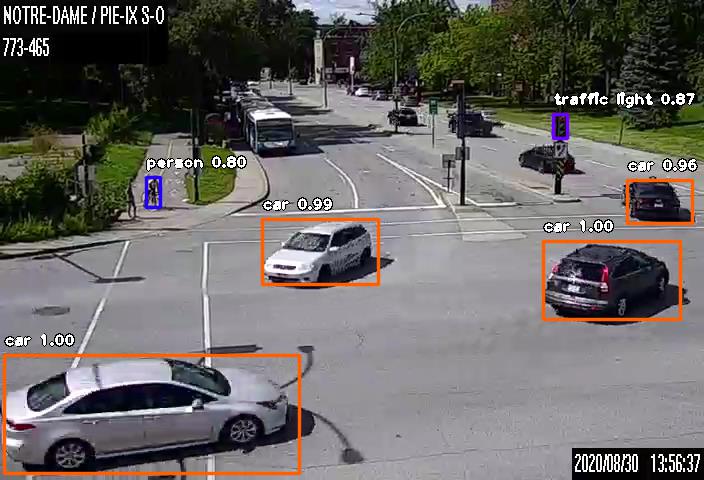 NOTRE-DAME / PIE-IX S-O
773-465
traffic light 0.87
person 0.80
car 0.96
car 0.99
car 1.00
car 1.00
2020/08/30 13:56:37